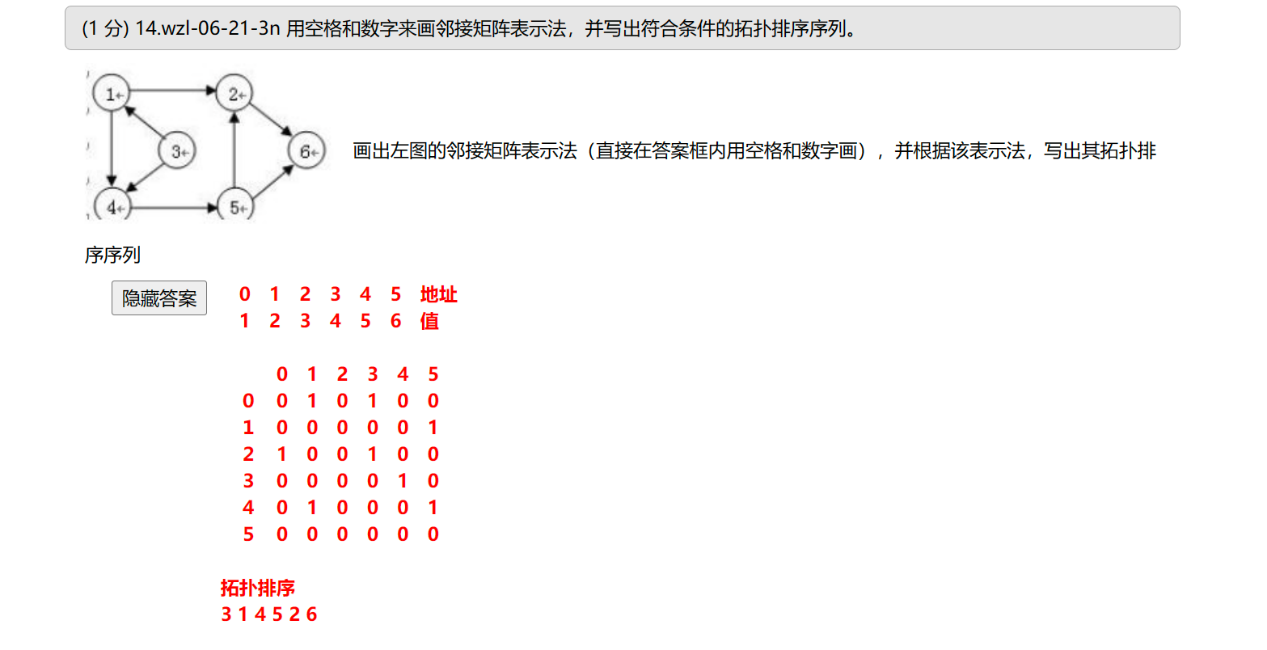 (1 分) 14.wzl-06-21-3n 用空格和数字来画邻接矩阵表示法，并写出符合条件的拓扑排序序列。
1← 2←
3← 6← 画出左图的邻接矩阵表示法（直接在答案框内用空格和数字画），并根据该表示法，写出其拓扑排
4← 5←
序序列
隐藏答案
0 1 2 3 4 5 地址
1 2 3 4 5 6 值
0 1 2 3 4 5
0 0 1 0 1 0 0
1 0 0 0 0 0 1
2 1 0 0 1 0 0
3 0 0 0 0 1 0
4 0 1 0 0 0 1
5 0 0 0 0 0 0
拓扑排序
3 1 4 5 2 6